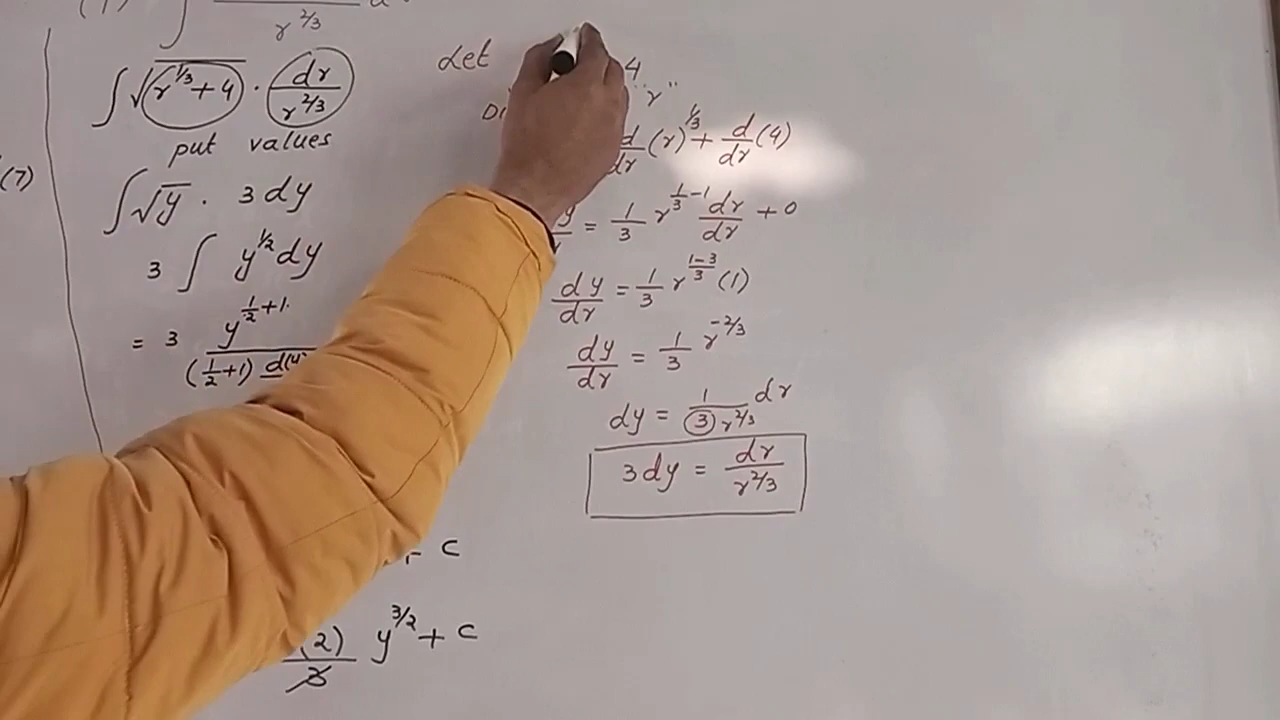 ∫ r^2/3
∫√(r^1/3 + 4) · dr/r^2/3
put values
(7)
∫√y · 3dy
3 ∫ y^1/2 dy
= 3 y^1/2+1 / (1/2+1) d(y)
+ c
(2)/3 y^3/2 + c
Let 4
r"
d/dr (r)^1/3 + d/dr (4)
y = 1/3 r^1/3-1 dr/dr + 0
dy/dr = 1/3 r^1-3/3 (1)
dy/dr = 1/3 r^-2/3
dy = 1/3r^2/3 dr
3dy = dr/r^2/3